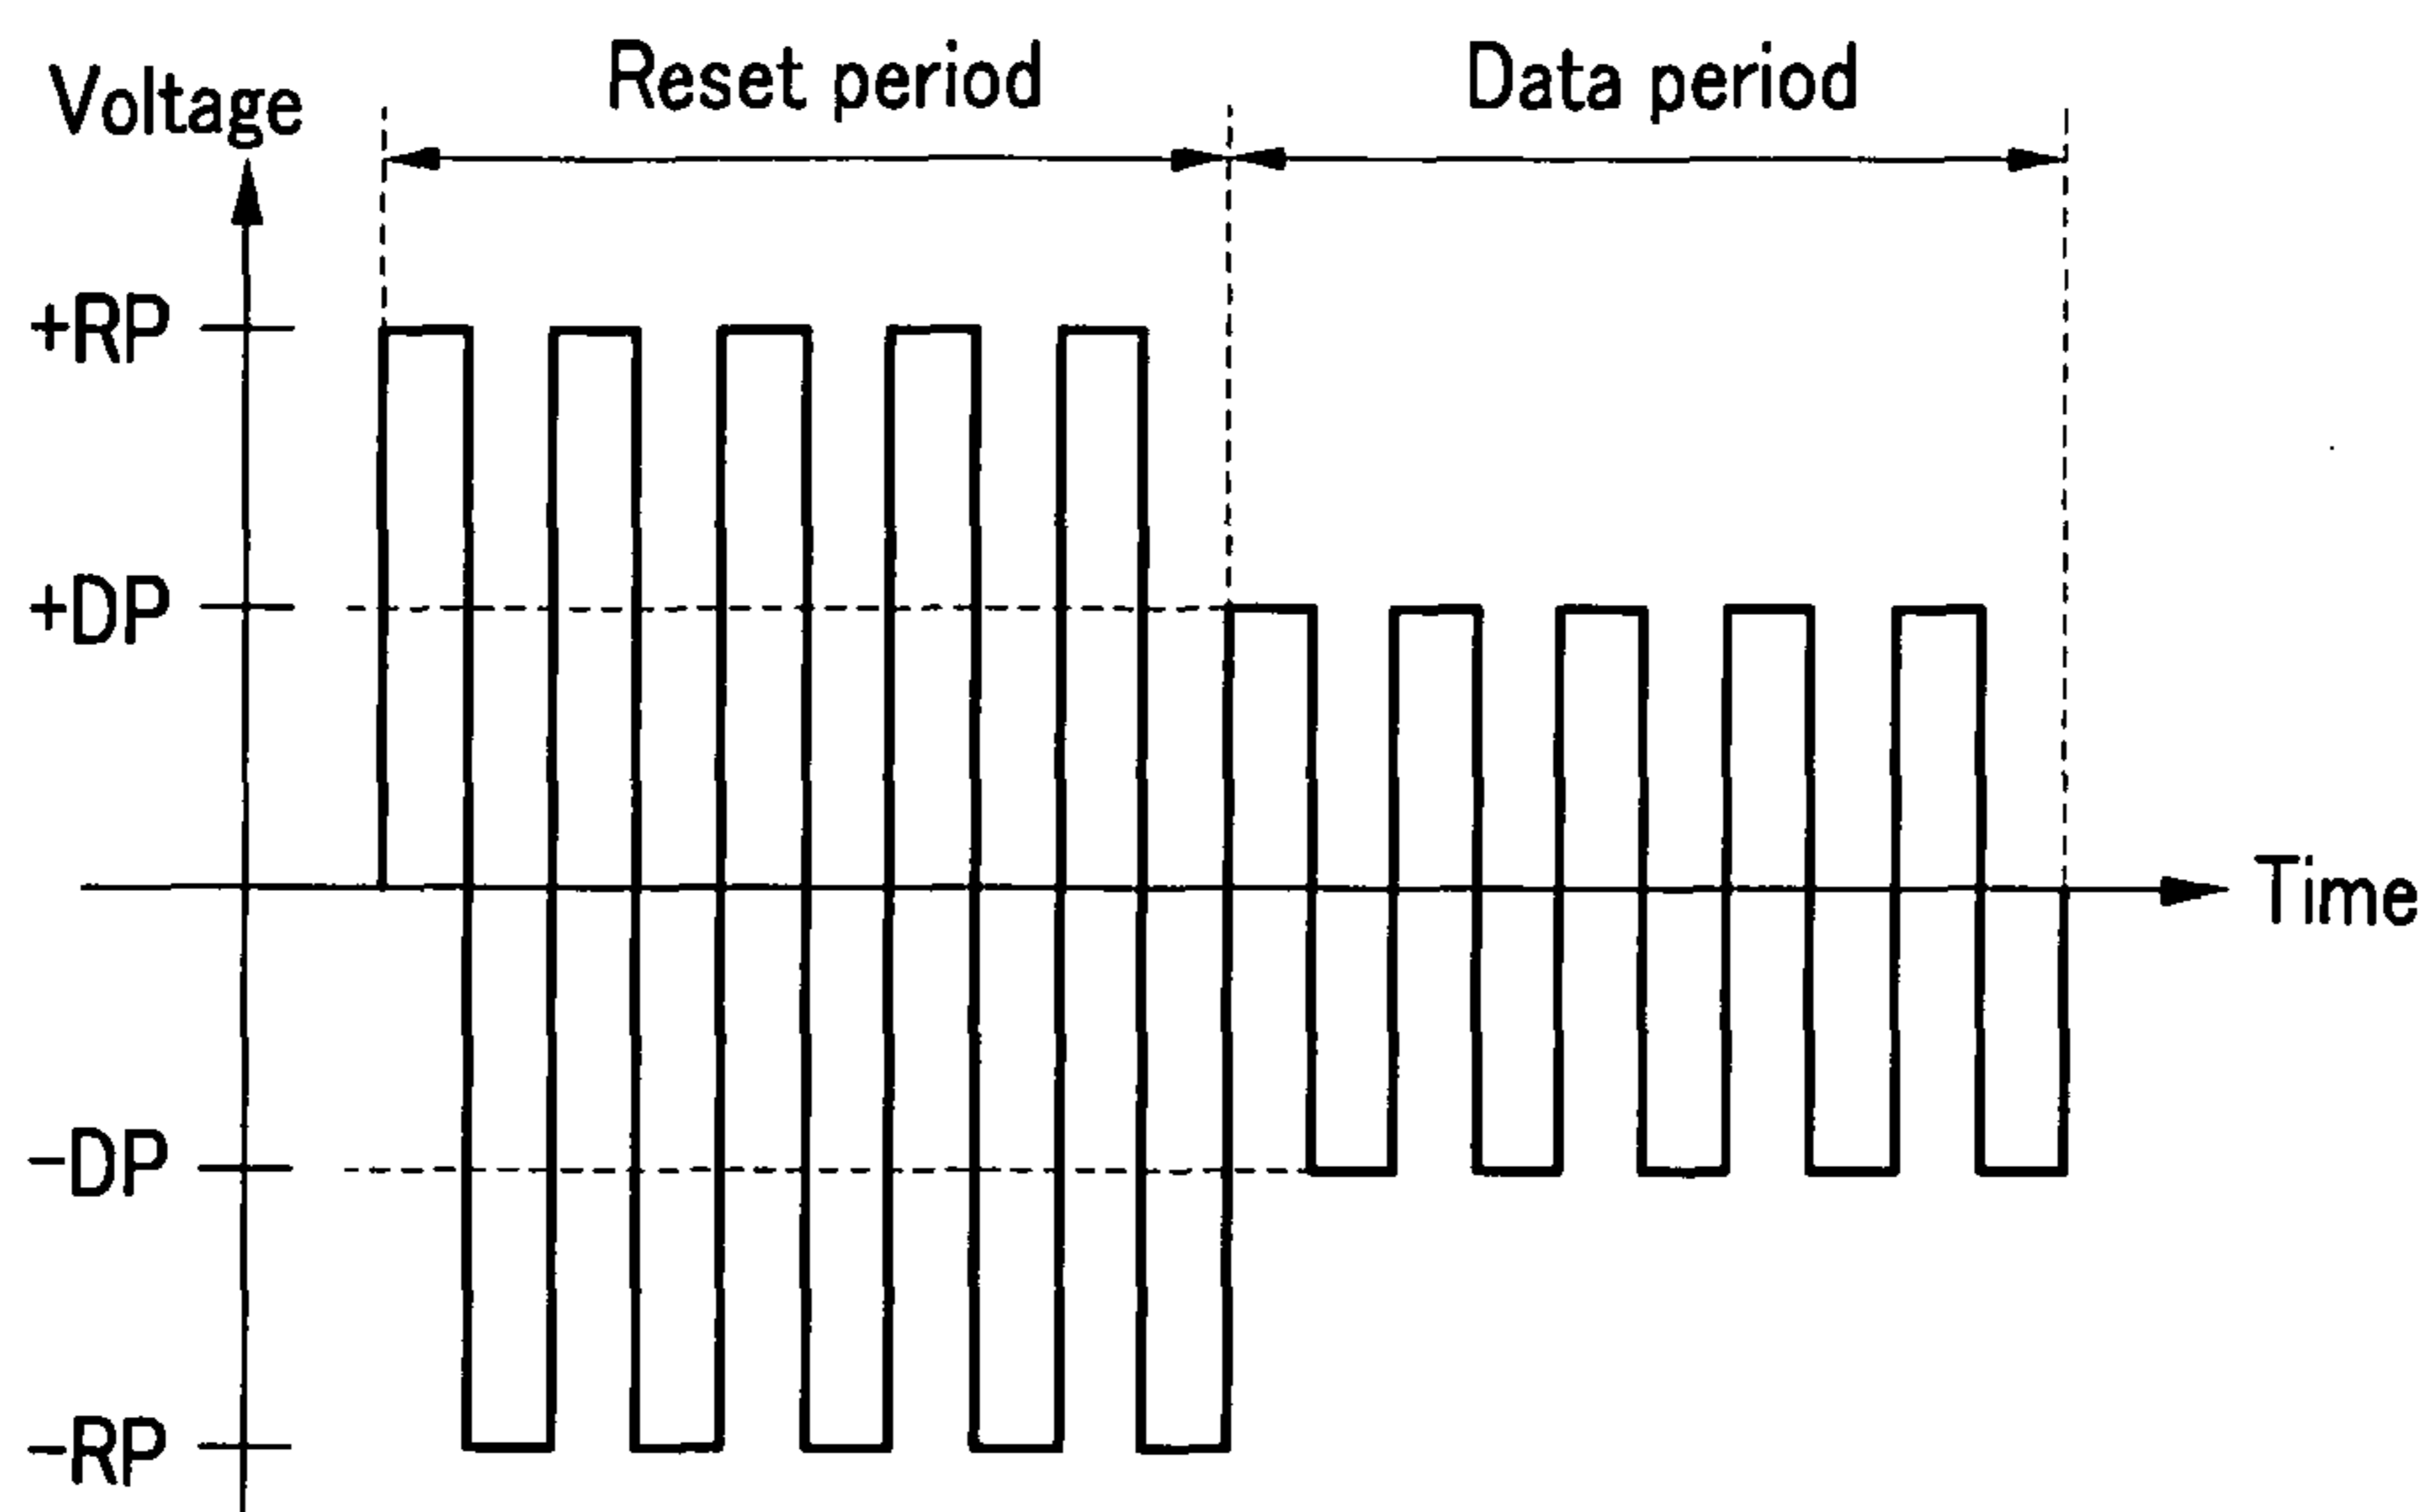 Reset period
Data period
Voltage
+RP
+DP
Time
−DP
−RP